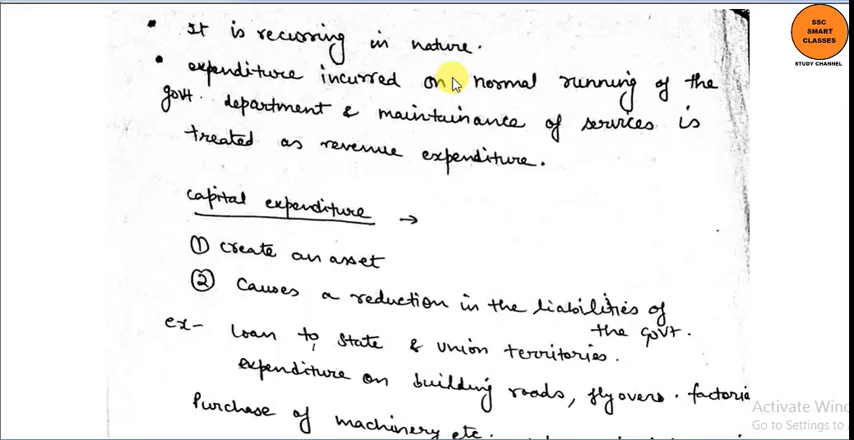 SSC
SMART
CLASSES
STUDY CHANNEL
• It is recurring in nature.
• expenditure incurred on normal running of the
govt. department & maintainance of services is
treated as revenue expenditure.
capital expenditure →
① create an asset
② Causes a reduction in the liabilities of
the govt.
ex- loan to state & union territories.
expenditure on building roads, flyovers. factorie
Purchase of machinery etc.
Activate Wind
Go to Settings to